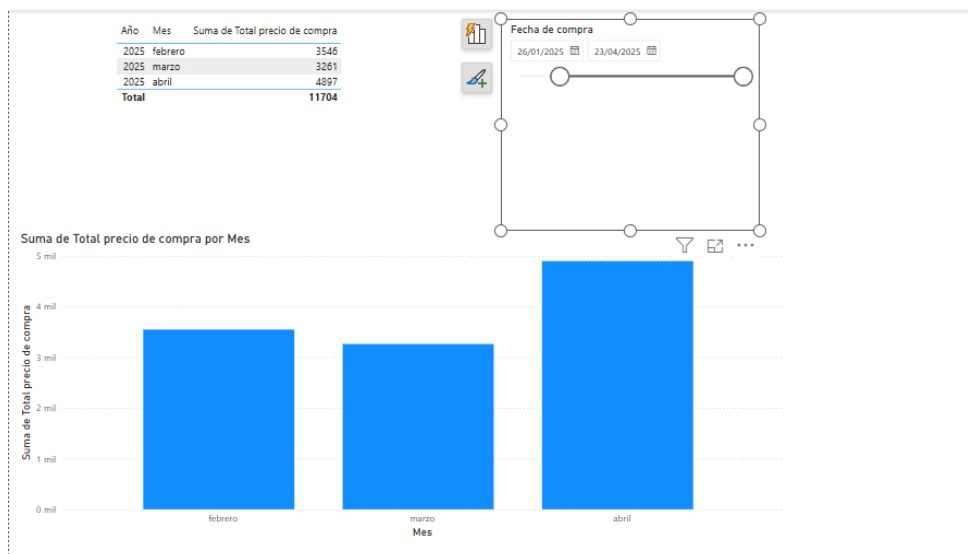 Año Mes Suma de Total precio de compra
2025 febrero 3546
2025 marzo 3261
2025 abril 4897
Total 11704
Fecha de compra
26/01/2025 23/04/2025
Suma de Total precio de compra por Mes
Suma de Total precio de compra
5 mil
4 mil
3 mil
2 mil
1 mil
0 mil
febrero marzo abril
Mes